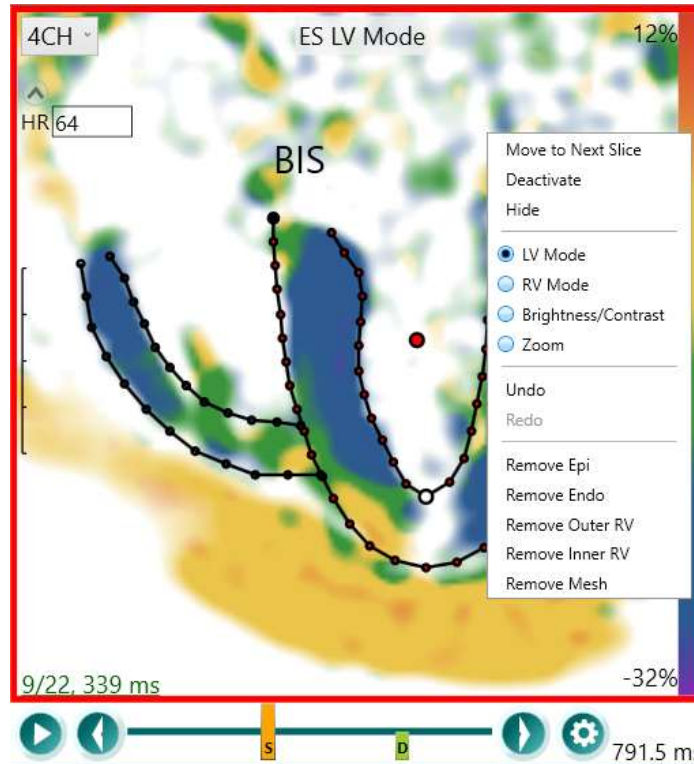 4CH
ES LV Mode
12%
HR 64
BIS
Move to Next Slice
Deactivate
Hide
LV Mode
RV Mode
Brightness/Contrast
Zoom
Undo
Redo
Remove Epi
Remove Endo
Remove Outer RV
Remove Inner RV
Remove Mesh
9/22, 339 ms
-32%
S
D
791.5 m